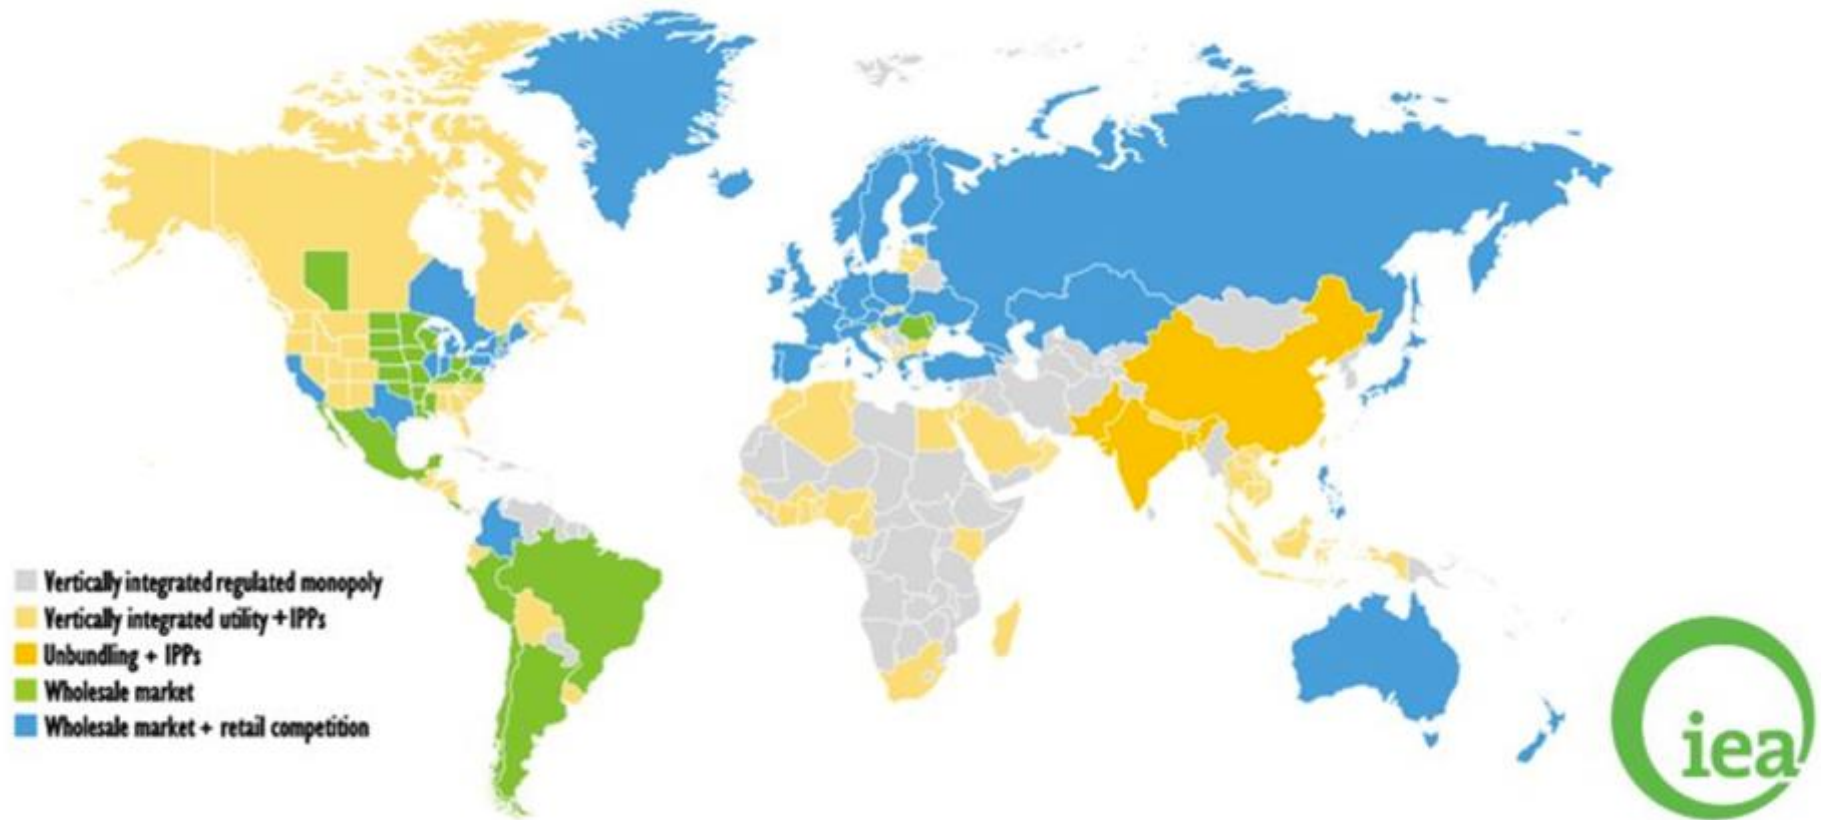 Vertically integrated regulated monopoly
Vertically integrated utility + IPPs
Unbundling + IPPs
Wholesale market
Wholesale market + retail competition
iea